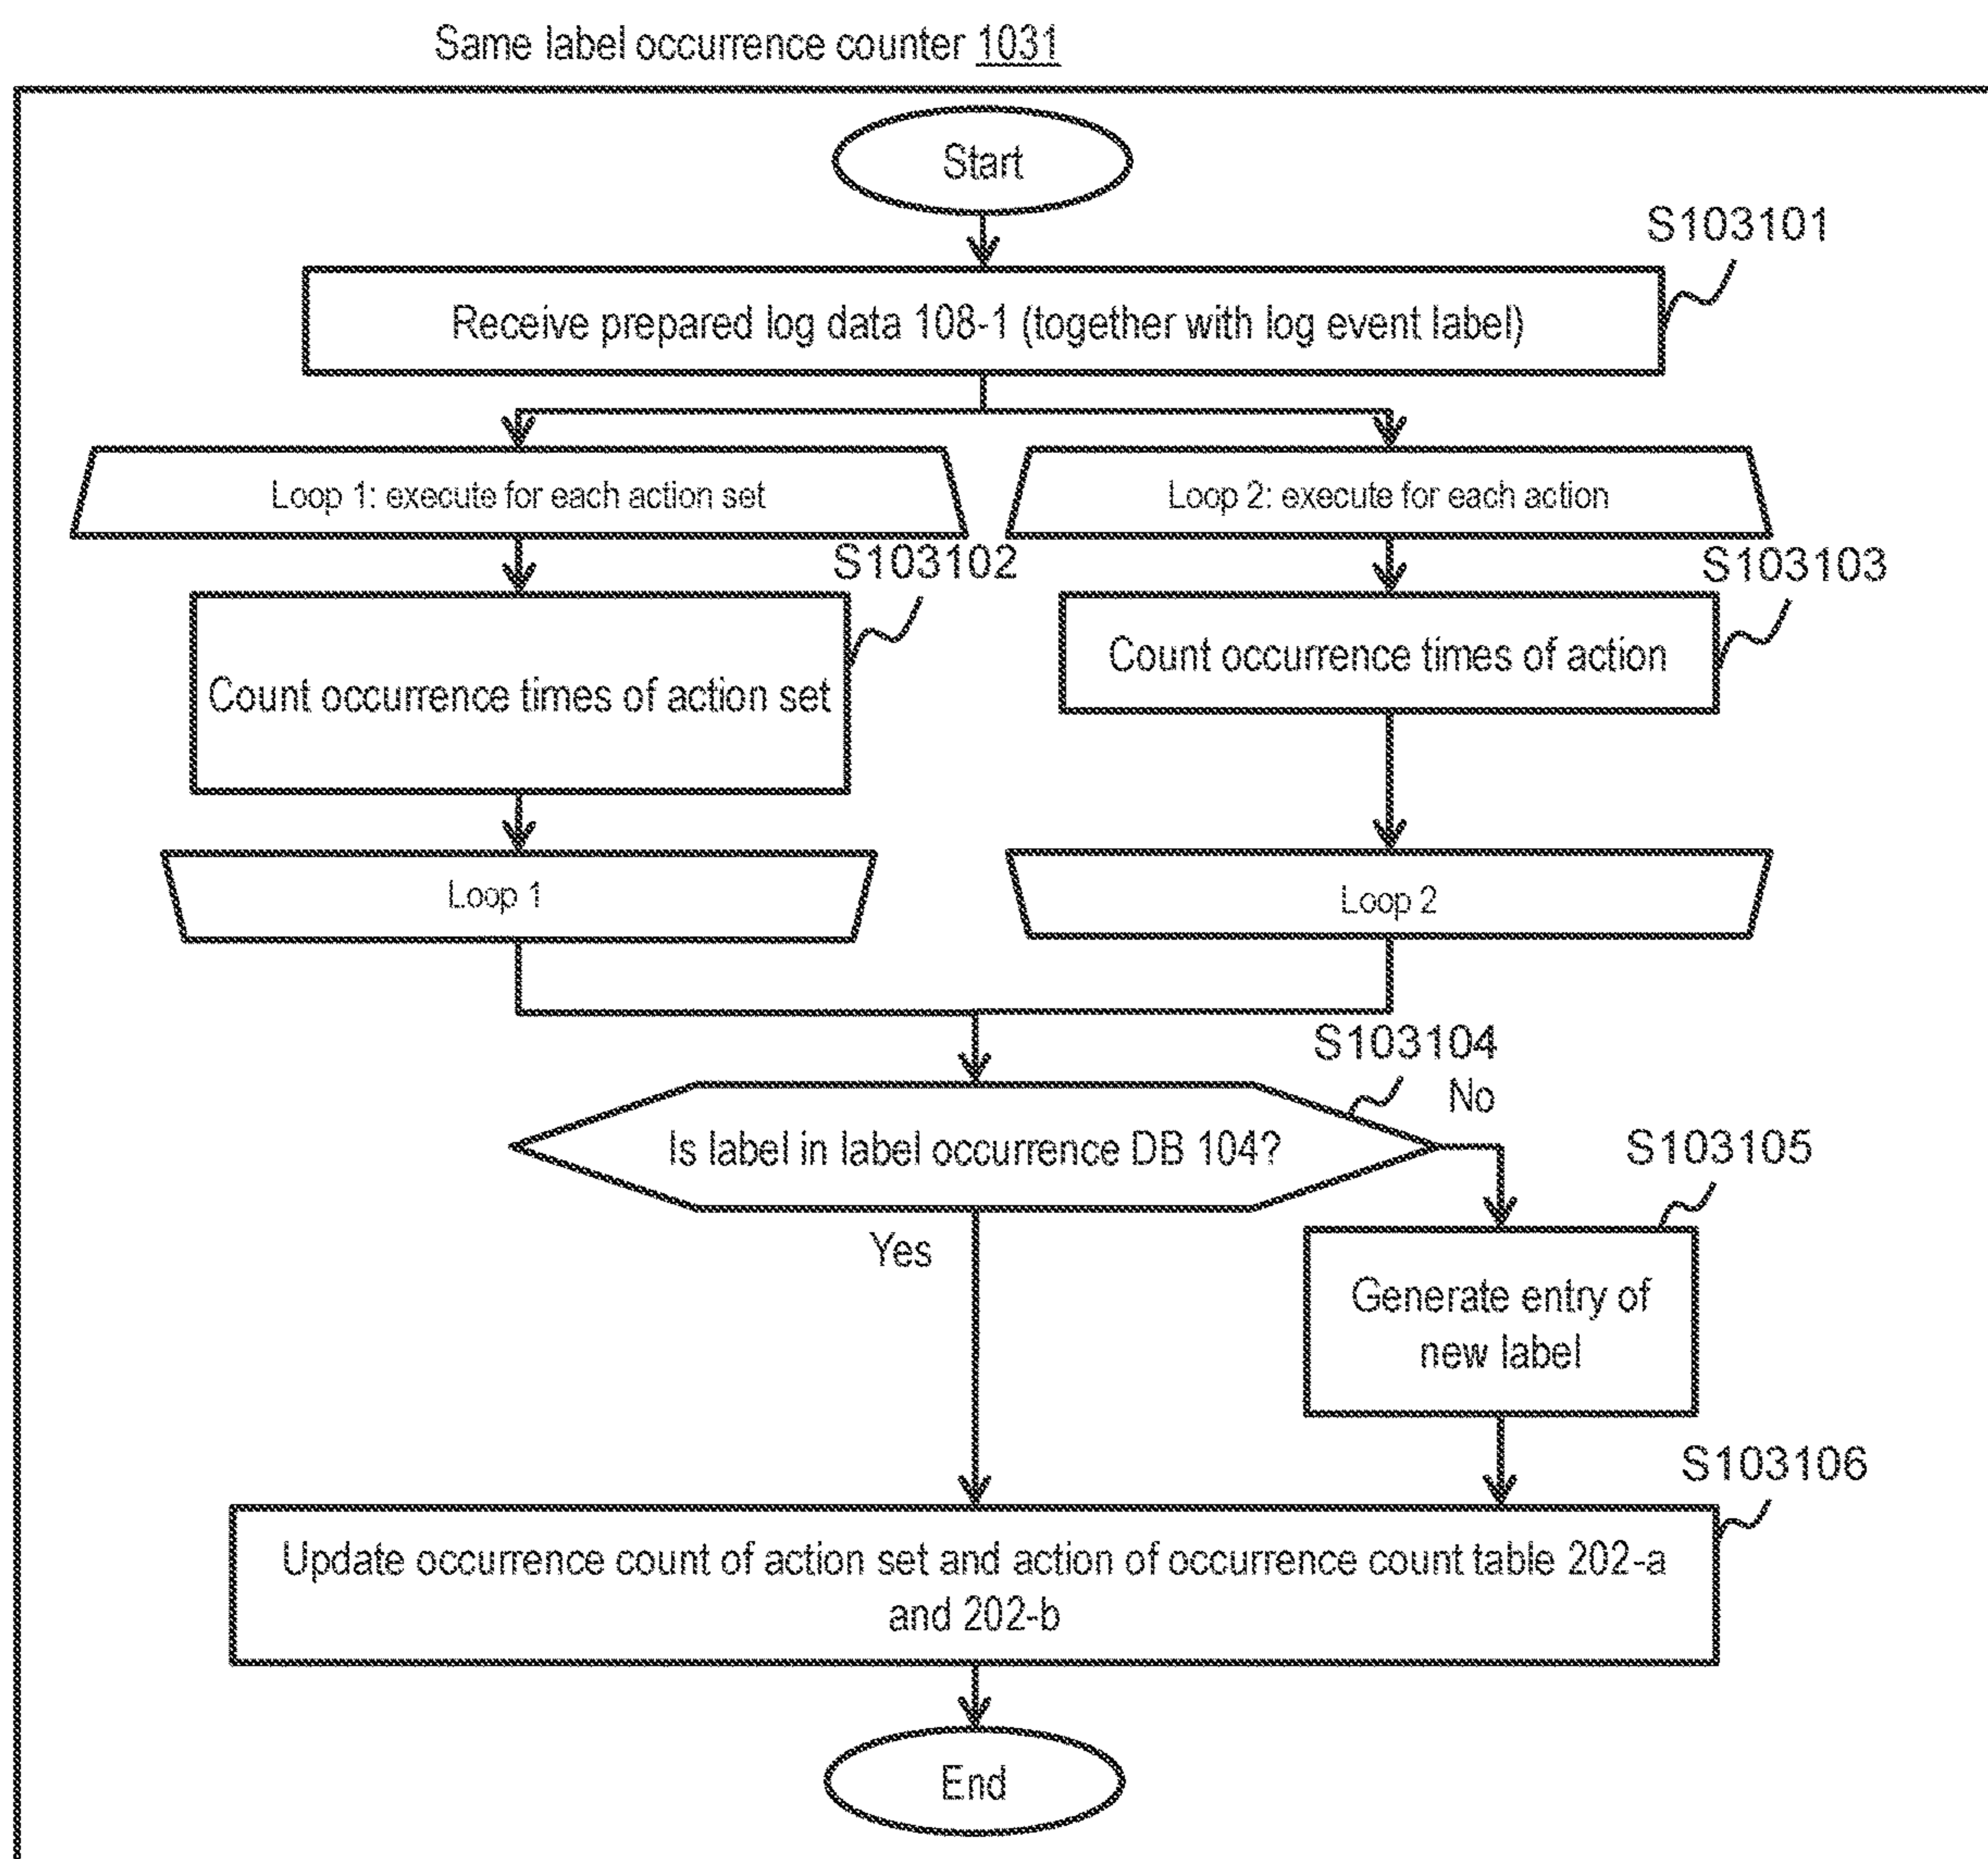 Same label occurrence counter 1031
Start
S103101
Receive prepared log data 108-1 (together with log event label)
Loop 1: execute for each action set
Loop 2: execute for each action
S103102
S103103
Count occurrence times of action set
Count occurrence times of action
Loop 1
Loop 2
S103104
No
Is label in label occurrence DB 104?
S103105
Yes
Generate entry of
new label
S103106
Update occurrence count of action set and action of occurrence count table 202-a
and 202-b
End